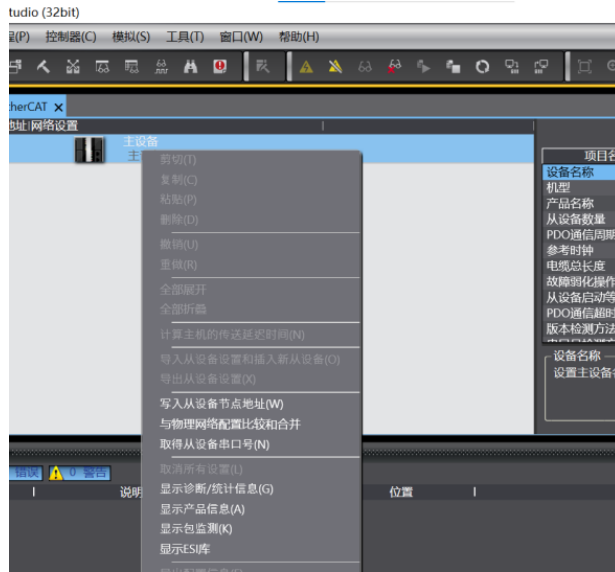 tudio (32bit)
程(P) 控制器(C) 模拟(S) 工具(T) 窗口(W) 帮助(H)
herCAT
地址|网络设置
主设备
主
剪切(T)
复制(C)
粘贴(P)
删除(D)
撤销(U)
重做(R)
全部展开
全部折叠
计算主机的传送延迟时间(N)
导入从设备设置和插入新从设备(O)
导出从设备设置(X)
写入从设备节点地址(W)
与物理网络配置比较和合并
取得从设备串口号(N)
取消所有设置(L)
显示诊断/统计信息(G)
显示产品信息(A)
显示包监测(K)
显示ESI库
项目名
设备名称
机型
产品名称
从设备数量
PDO通信周期
参考时钟
电缆总长度
故障弱化操作
从设备启动等
PDO通信超时
版本检测方法
设备名称
设置主设备名
错误 0 警告
说明 位置